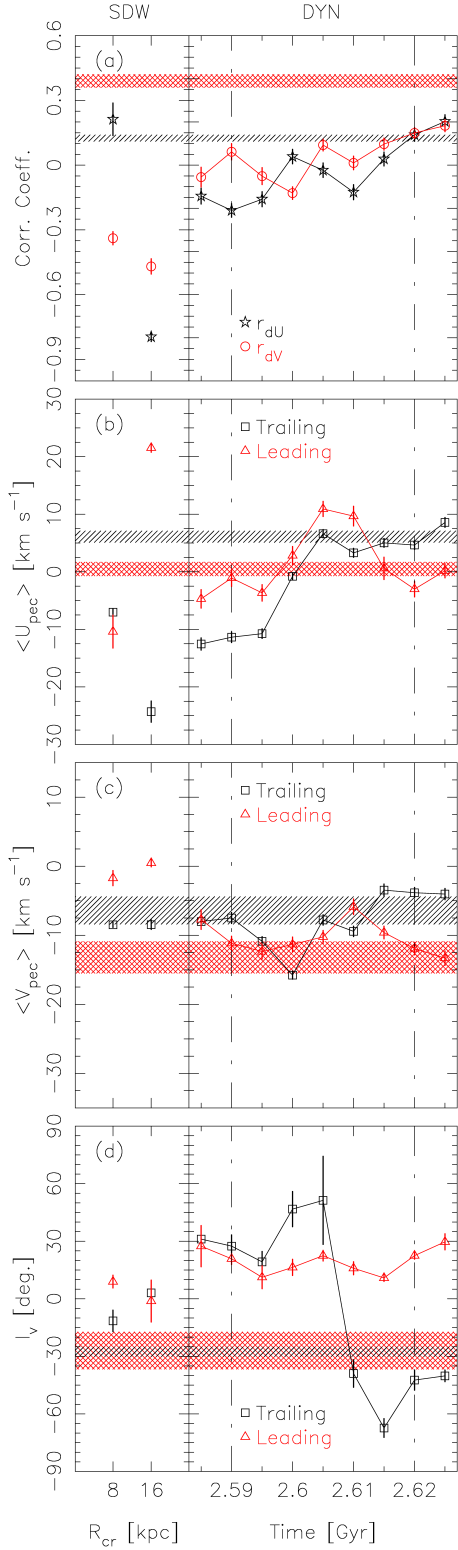 SDW DYN
(a)
0.6
0.3
0
−0.3
−0.6
−0.9
Corr. Coeff.
r_dU
r_dV
(b)
30
20
10
0
−10
−20
−30
<U_pec> [km s⁻¹]
Trailing
Leading
(c)
10
0
−10
−20
−30
<V_pec> [km s⁻¹]
Trailing
Leading
(d)
90
60
30
0
−30
−60
−90
l_v [deg.]
Trailing
Leading
8 16 2.59 2.6 2.61 2.62
R_cr [kpc] Time [Gyr]